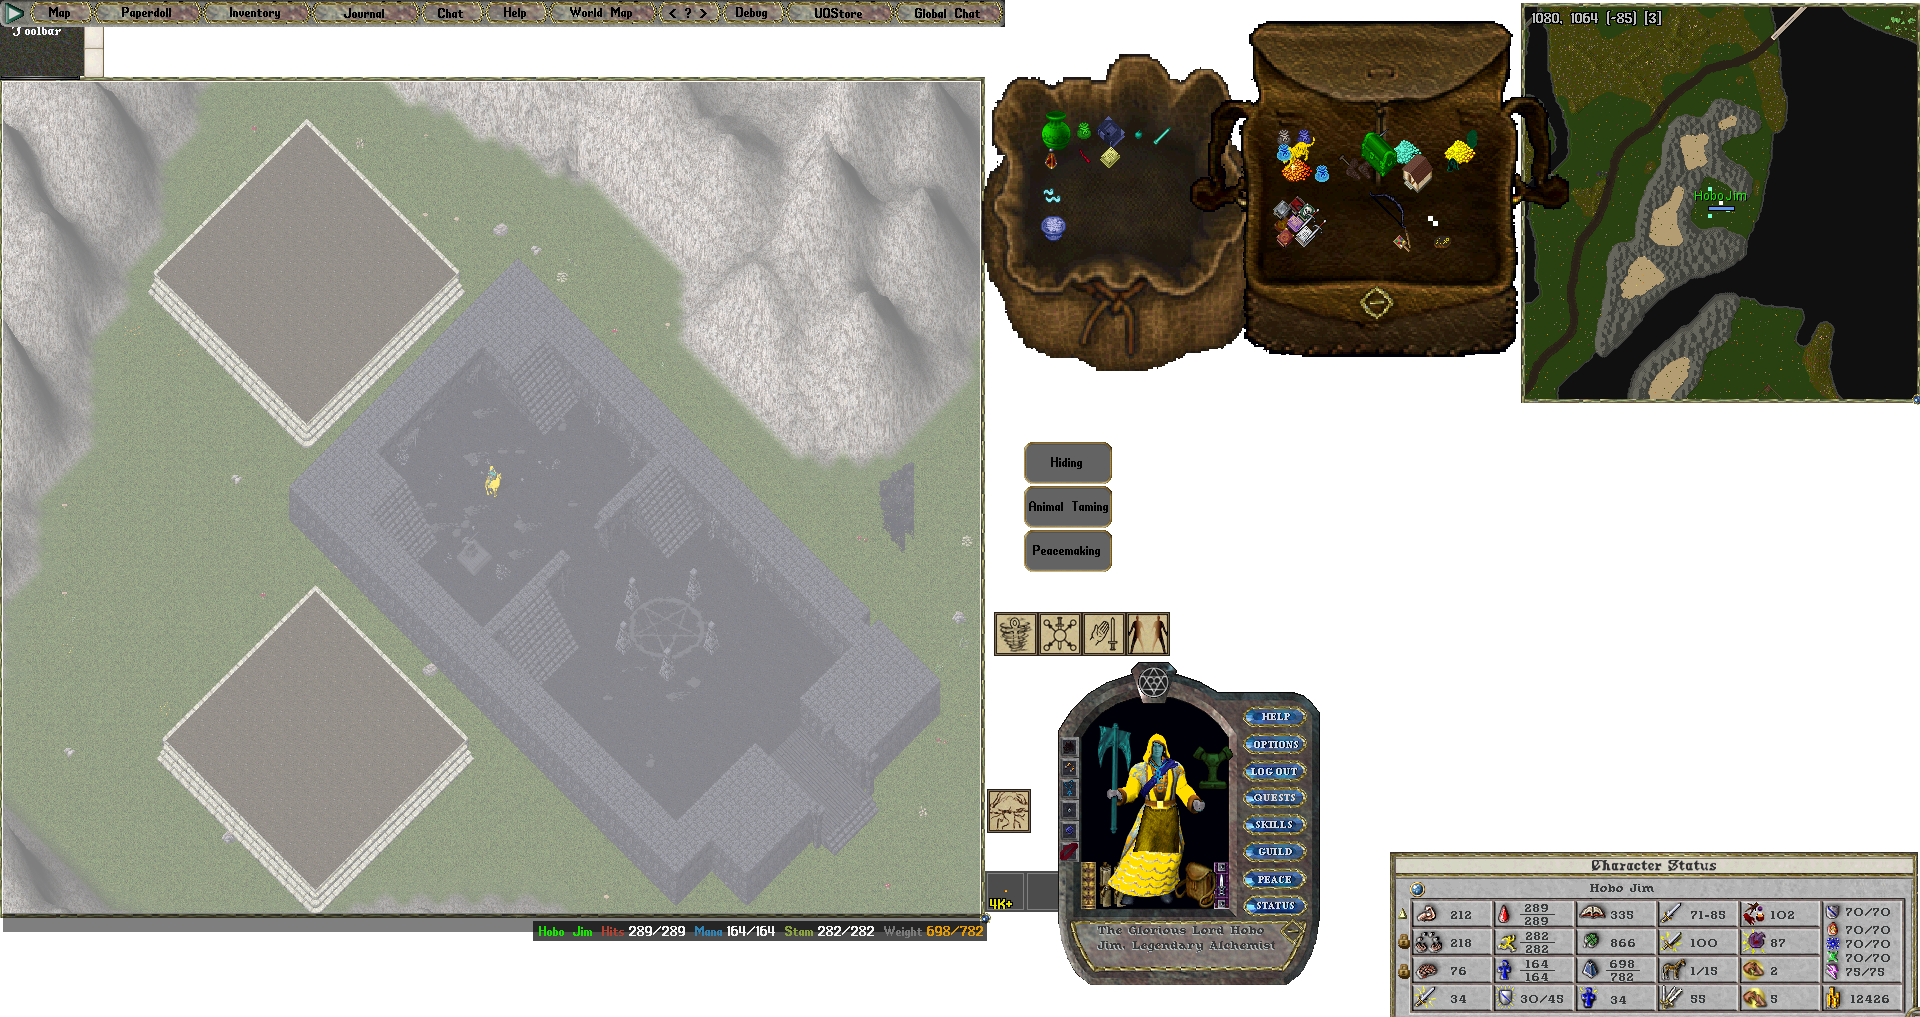 Map Paperdoll Inventory Journal Chat Help World Map < ? > Debug UOStore Global Chat
Toolbar
1080, 1064 (-85) [3]
Hobo Jim
Hiding
Animal Taming
Peacemaking
HELP
OPTIONS
LOG OUT
QUESTS
SKILLS
GUILD
PEACE
STATUS
4K+
The Glorious Lord Hobo
Jim, Legendary Alchemist
Hobo Jim Hits 289/289 Mana 164/164 Stam 282/282 Weight 698/782
Character Status
Hobo Jim
212 289 289 335 71-85 102 70/70
70/70
218 282 282 866 100 87 70/70
70/70
76 164 164 698 782 1/15 2 75/75
34 30/45 34 55 5 12426